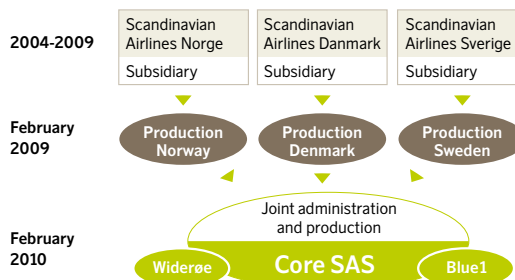 2004-2009
Scandinavian
Airlines Norge
Subsidiary
Scandinavian
Airlines Danmark
Subsidiary
Scandinavian
Airlines Sverige
Subsidiary
February
2009
Production
Norway
Production
Denmark
Production
Sweden
February
2010
Joint administration
and production
Widerøe
Core SAS
Blue1